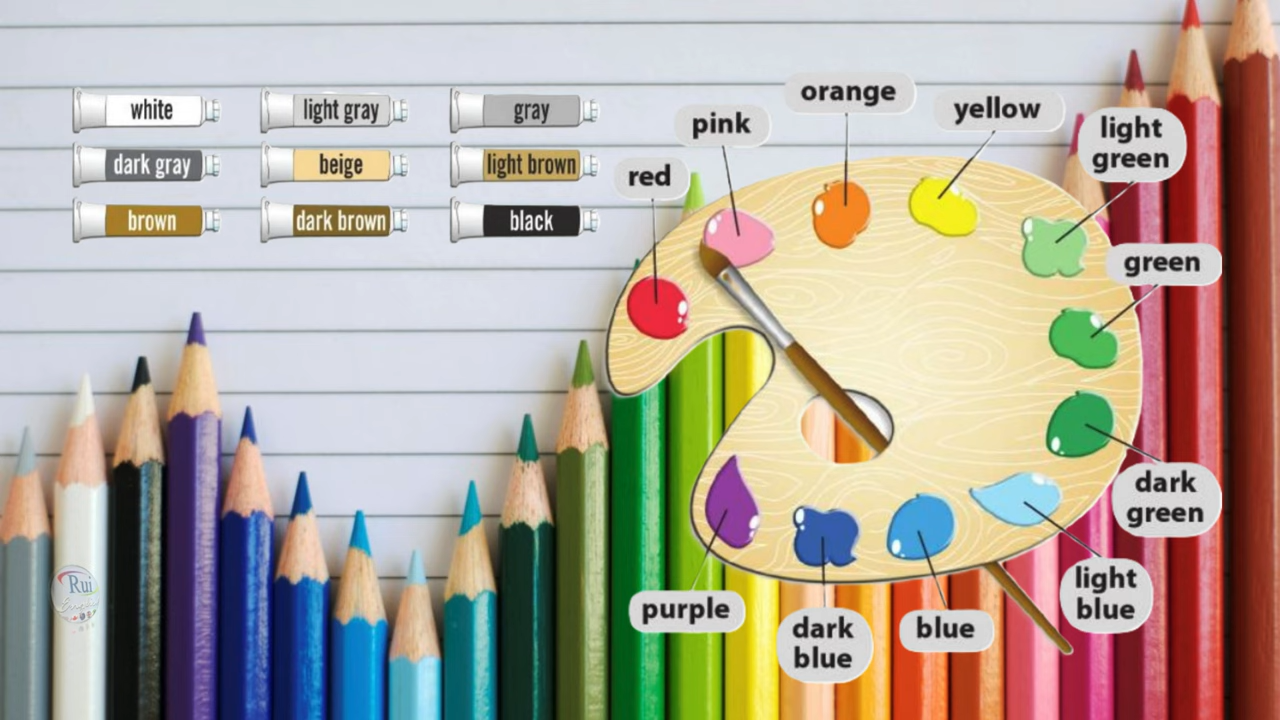 white
light gray
gray
dark gray
beige
light brown
brown
dark brown
black
red
pink
orange
yellow
light
green
green
dark
green
light
blue
blue
dark
blue
purple
Rui